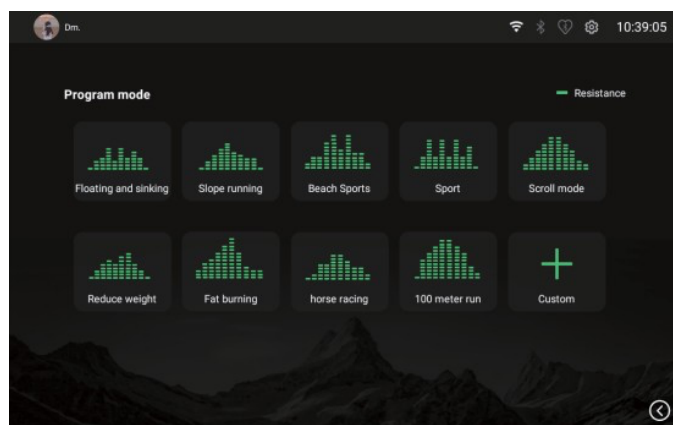 Dm.
10:39:05
Program mode
Resistance
Floating and sinking
Slope running
Beach Sports
Sport
Scroll mode
Reduce weight
Fat burning
horse racing
100 meter run
Custom